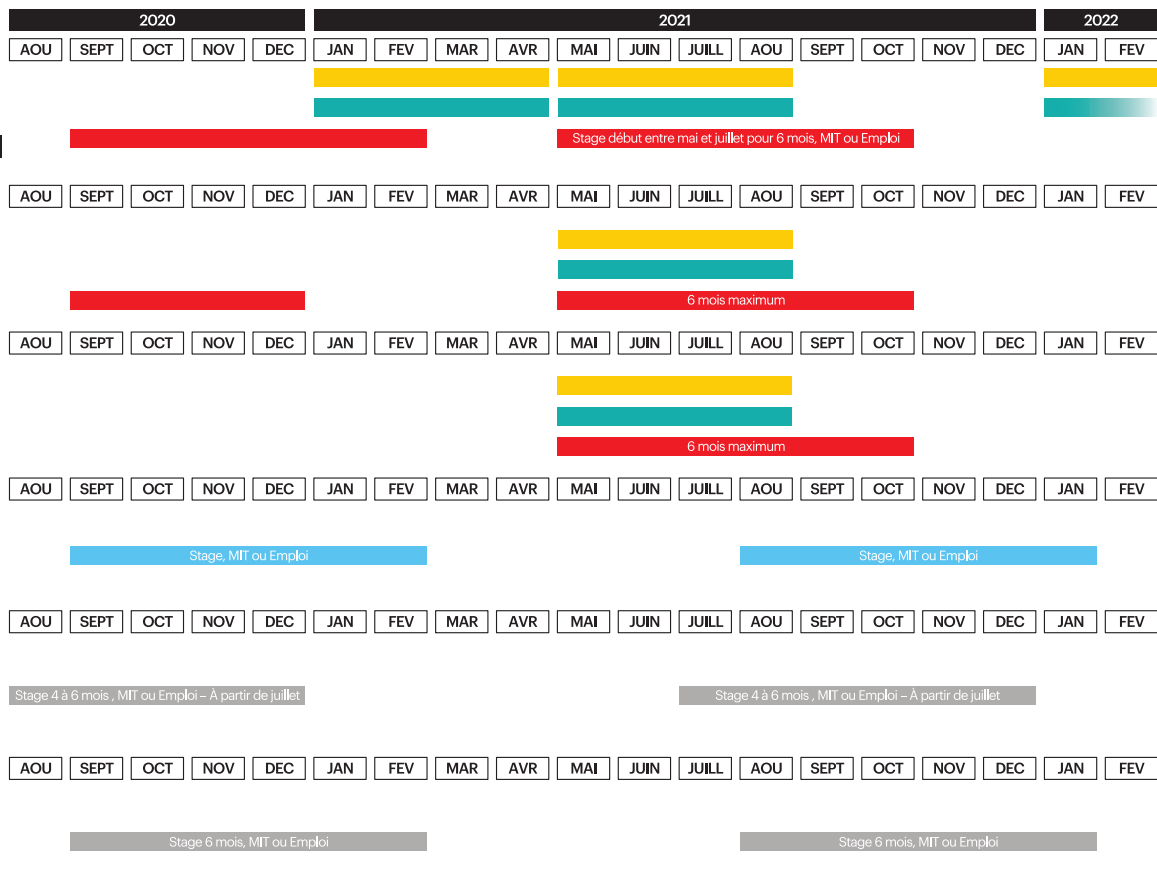 2020 2021 2022
AOU SEPT OCT NOV DEC JAN FEV MAR AVR MAI JUIN JUILL AOU SEPT OCT NOV DEC JAN FEV
Stage début entre mai et juillet pour 6 mois, MIT ou Emploi
AOU SEPT OCT NOV DEC JAN FEV MAR AVR MAI JUIN JUILL AOU SEPT OCT NOV DEC JAN FEV
6 mois maximum
AOU SEPT OCT NOV DEC JAN FEV MAR AVR MAI JUIN JUILL AOU SEPT OCT NOV DEC JAN FEV
6 mois maximum
AOU SEPT OCT NOV DEC JAN FEV MAR AVR MAI JUIN JUILL AOU SEPT OCT NOV DEC JAN FEV
Stage, MIT ou Emploi Stage, MIT ou Emploi
AOU SEPT OCT NOV DEC JAN FEV MAR AVR MAI JUIN JUILL AOU SEPT OCT NOV DEC JAN FEV
Stage 4 à 6 mois , MIT ou Emploi – À partir de juillet Stage 4 à 6 mois , MIT ou Emploi – À partir de juillet
AOU SEPT OCT NOV DEC JAN FEV MAR AVR MAI JUIN JUILL AOU SEPT OCT NOV DEC JAN FEV
Stage 6 mois, MIT ou Emploi Stage 6 mois, MIT ou Emploi